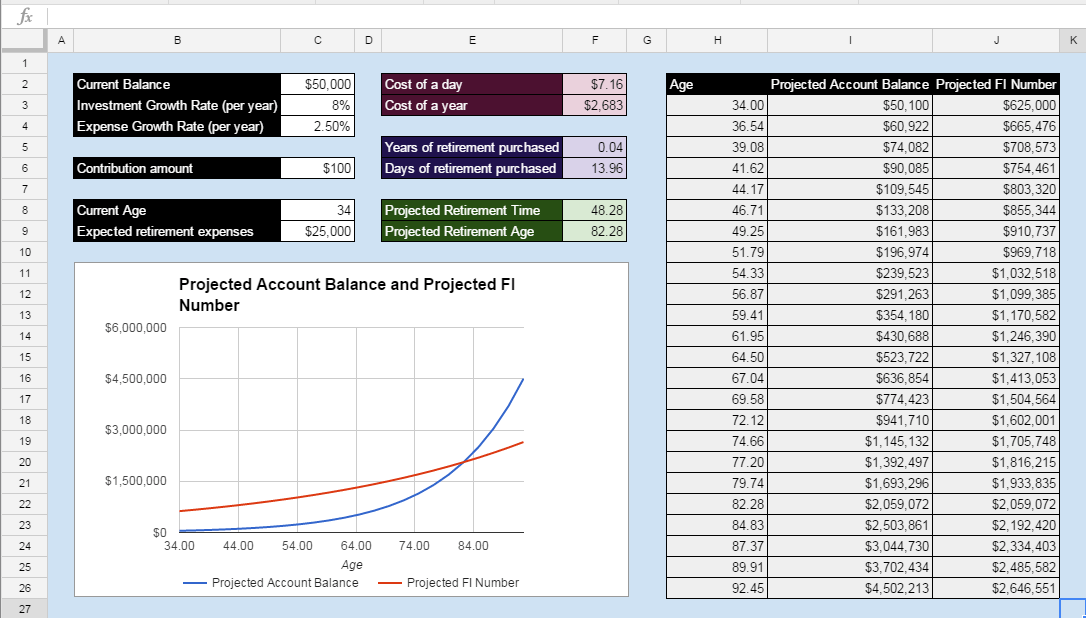 fx
A B C D E F G H I J K
1
2 Current Balance $50,000 Cost of a day $7.16 Age Projected Account Balance Projected FI Number
3 Investment Growth Rate (per year) 8% Cost of a year $2,683 34.00 $50,100 $625,000
4 Expense Growth Rate (per year) 2.50% 36.54 $60,922 $665,476
5 Years of retirement purchased 0.04 39.08 $74,082 $708,573
6 Contribution amount $100 Days of retirement purchased 13.96 41.62 $90,085 $754,461
7 44.17 $109,545 $803,320
8 Current Age 34 Projected Retirement Time 48.28 46.71 $133,208 $855,344
9 Expected retirement expenses $25,000 Projected Retirement Age 82.28 49.25 $161,983 $910,737
10 51.79 $196,974 $969,718
11 54.33 $239,523 $1,032,518
12 56.87 $291,263 $1,099,385
13 59.41 $354,180 $1,170,582
14 61.95 $430,688 $1,246,390
15 64.50 $523,722 $1,327,108
16 67.04 $636,854 $1,413,053
17 69.58 $774,423 $1,504,564
18 72.12 $941,710 $1,602,001
19 74.66 $1,145,132 $1,705,748
20 77.20 $1,392,497 $1,816,215
21 79.74 $1,693,296 $1,933,835
22 82.28 $2,059,072 $2,059,072
23 84.83 $2,503,861 $2,192,420
24 87.37 $3,044,730 $2,334,403
25 89.91 $3,702,434 $2,485,582
26 92.45 $4,502,213 $2,646,551
27
Projected Account Balance and Projected FI
Number
$6,000,000
$4,500,000
$3,000,000
$1,500,000
$0
34.00 44.00 54.00 64.00 74.00 84.00
Age
Projected Account Balance Projected FI Number